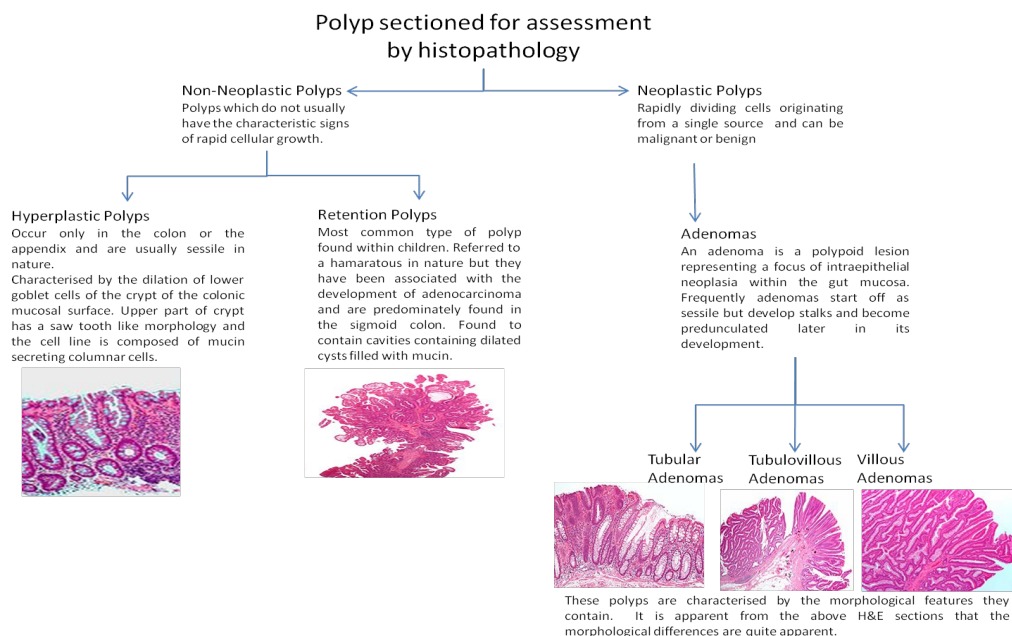 Polyp sectioned for assessment
by histopathology
Non-Neoplastic Polyps
Polyps which do not usually
have the characteristic signs
of rapid cellular growth.
Neoplastic Polyps
Rapidly dividing cells originating
from a single source and can be
malignant or benign
Hyperplastic Polyps
Occur only in the colon or the
appendix and are usually sessile in
nature.
Characterised by the dilation of lower
goblet cells of the crypt of the colonic
mucosal surface. Upper part of crypt
has a saw tooth like morphology and
the cell line is composed of mucin
secreting columnar cells.
Retention Polyps
Most common type of polyp
found within children. Referred to
a hamaratous in nature but they
have been associated with the
development of adenocarcinoma
and are predominately found in
the sigmoid colon. Found to
contain cavities containing dilated
cysts filled with mucin.
Adenomas
An adenoma is a polypoid lesion
representing a focus of intraepithelial
neoplasia within the gut mucosa.
Frequently adenomas start off as
sessile but develop stalks and become
predunculated later in its
development.
Tubular
Adenomas
Tubulovillous
Adenomas
Villous
Adenomas
These polyps are characterised by the morphological features they
contain. It is apparent from the above H&E sections that the
morphological differences are quite apparent.